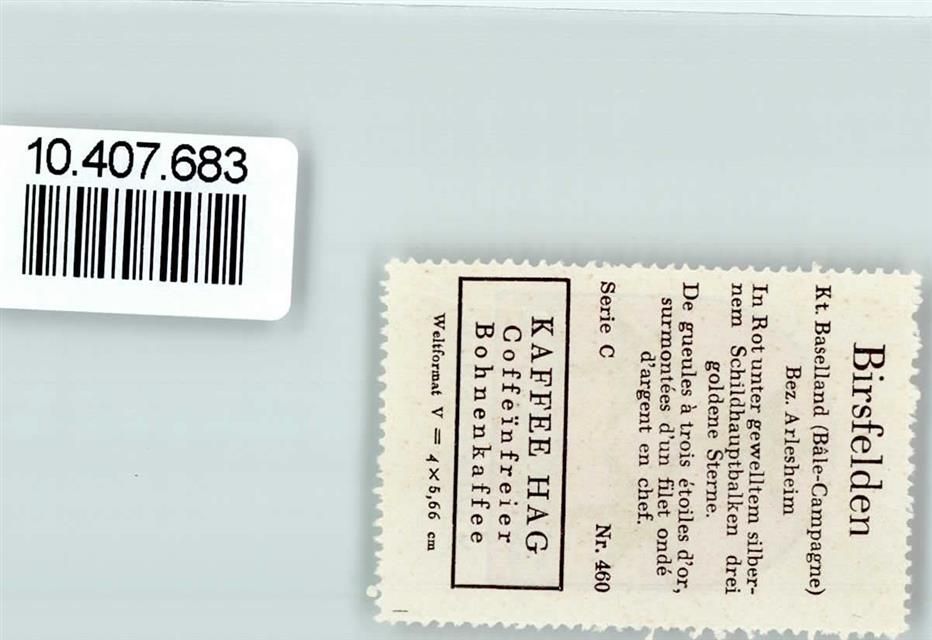 10.407.683
Birsfelden
Kt. Baselland (Bâle-Campagne)
Bez. Arlesheim
In Rot unter gewelltem silber-
nem Schildhauptbalken drei
goldene Sterne.
De gueules à trois étoiles d'or,
surmontées d'un filet ondé
d'argent en chef.
Serie C Nr. 460
KAFFEE HAG
Coffeïnfreier
Bohnenkaffee
Weltformat V = 4×5,66 cm